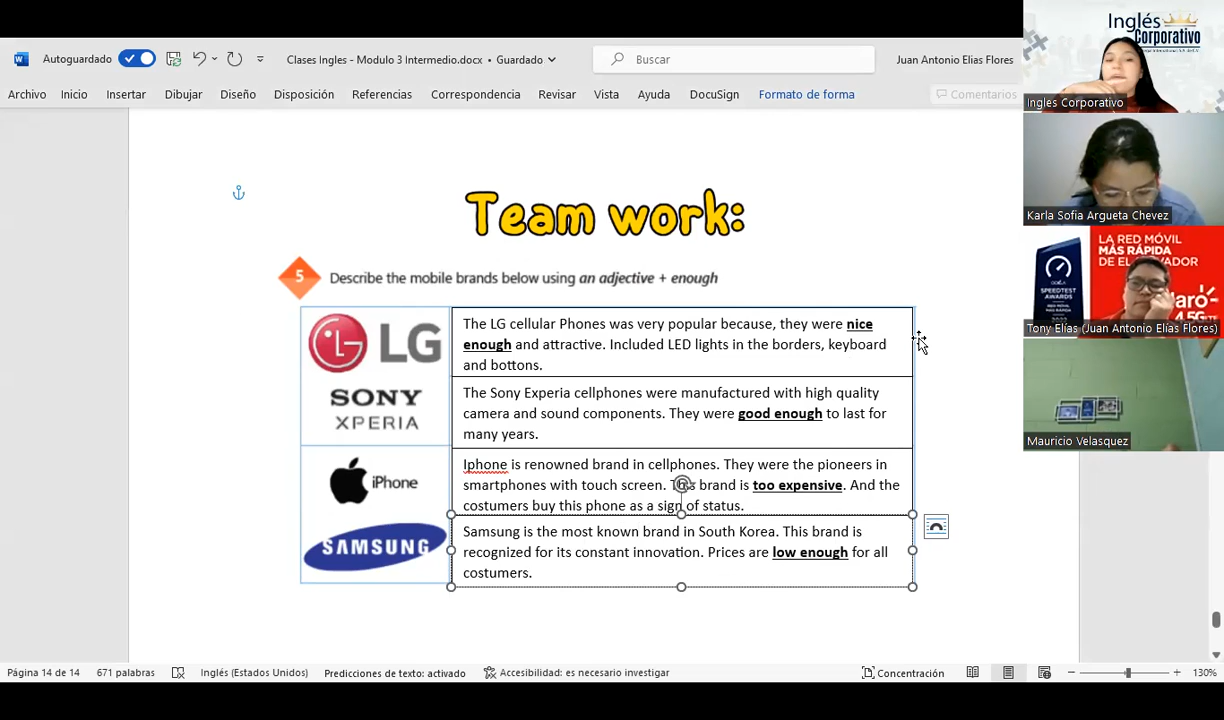 Autoguardado
Clases Ingles - Modulo 3 Intermedio.docx • Guardado
Buscar
Juan Antonio Elias Flores
Archivo Inicio Insertar Dibujar Diseño Disposición Referencias Correspondencia Revisar Vista Ayuda DocuSign Formato de forma Comentarios
Team work:
5 Describe the mobile brands below using an adjective + enough
LG
The LG cellular Phones was very popular because, they were nice
enough and attractive. Included LED lights in the borders, keyboard
and bottons.
SONY
XPERIA
The Sony Experia cellphones were manufactured with high quality
camera and sound components. They were good enough to last for
many years.
iPhone
Iphone is renowned brand in cellphones. They were the pioneers in
smartphones with touch screen. This brand is too expensive. And the
costumers buy this phone as a sign of status.
SAMSUNG
Samsung is the most known brand in South Korea. This brand is
recognized for its constant innovation. Prices are low enough for all
costumers.
Página 14 de 14 671 palabras Inglés (Estados Unidos) Predicciones de texto: activado Accesibilidad: es necesario investigar Concentración 130%
Inglés
Corporativo
Ingles Corporativo
Karla Sofia Argueta Chevez
LA RED MÓVIL
MÁS RÁPIDA
DE EL SALVADOR
SPEEDTEST
AWARDS
Claro
4.5G
Tony Elías (Juan Antonio Elías Flores)
Mauricio Velasquez